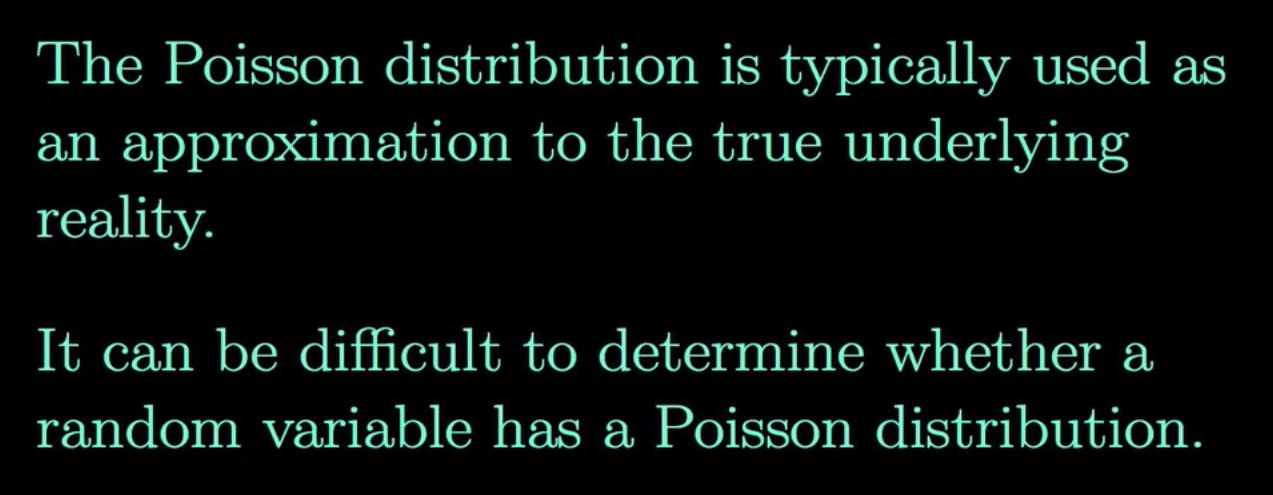 The Poisson distribution is typically used as
an approximation to the true underlying
reality.
It can be difficult to determine whether a
random variable has a Poisson distribution.